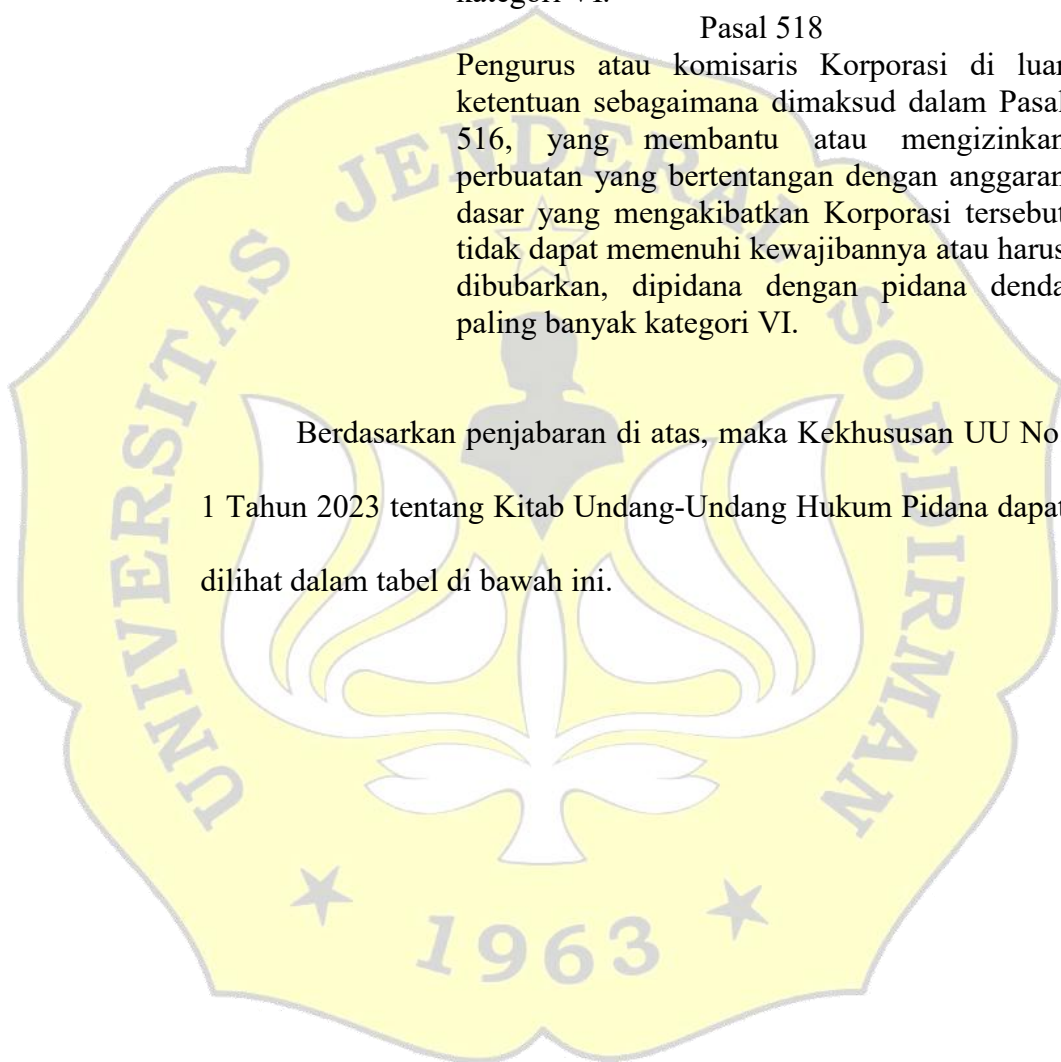 kategori VI.
Pasal 518
Pengurus atau komisaris Korporasi di luar
ketentuan sebagaimana dimaksud dalam Pasal
516, yang membantu atau mengizinkan
perbuatan yang bertentangan dengan anggaran
dasar yang mengakibatkan Korporasi tersebut
tidak dapat memenuhi kewajibannya atau harus
dibubarkan, dipidana dengan pidana denda
paling banyak kategori VI.
Berdasarkan penjabaran di atas, maka Kekhususan UU No
1 Tahun 2023 tentang Kitab Undang-Undang Hukum Pidana dapat
dilihat dalam tabel di bawah ini.
UNIVERSITAS JENDERAL SOEDIRMAN
1963